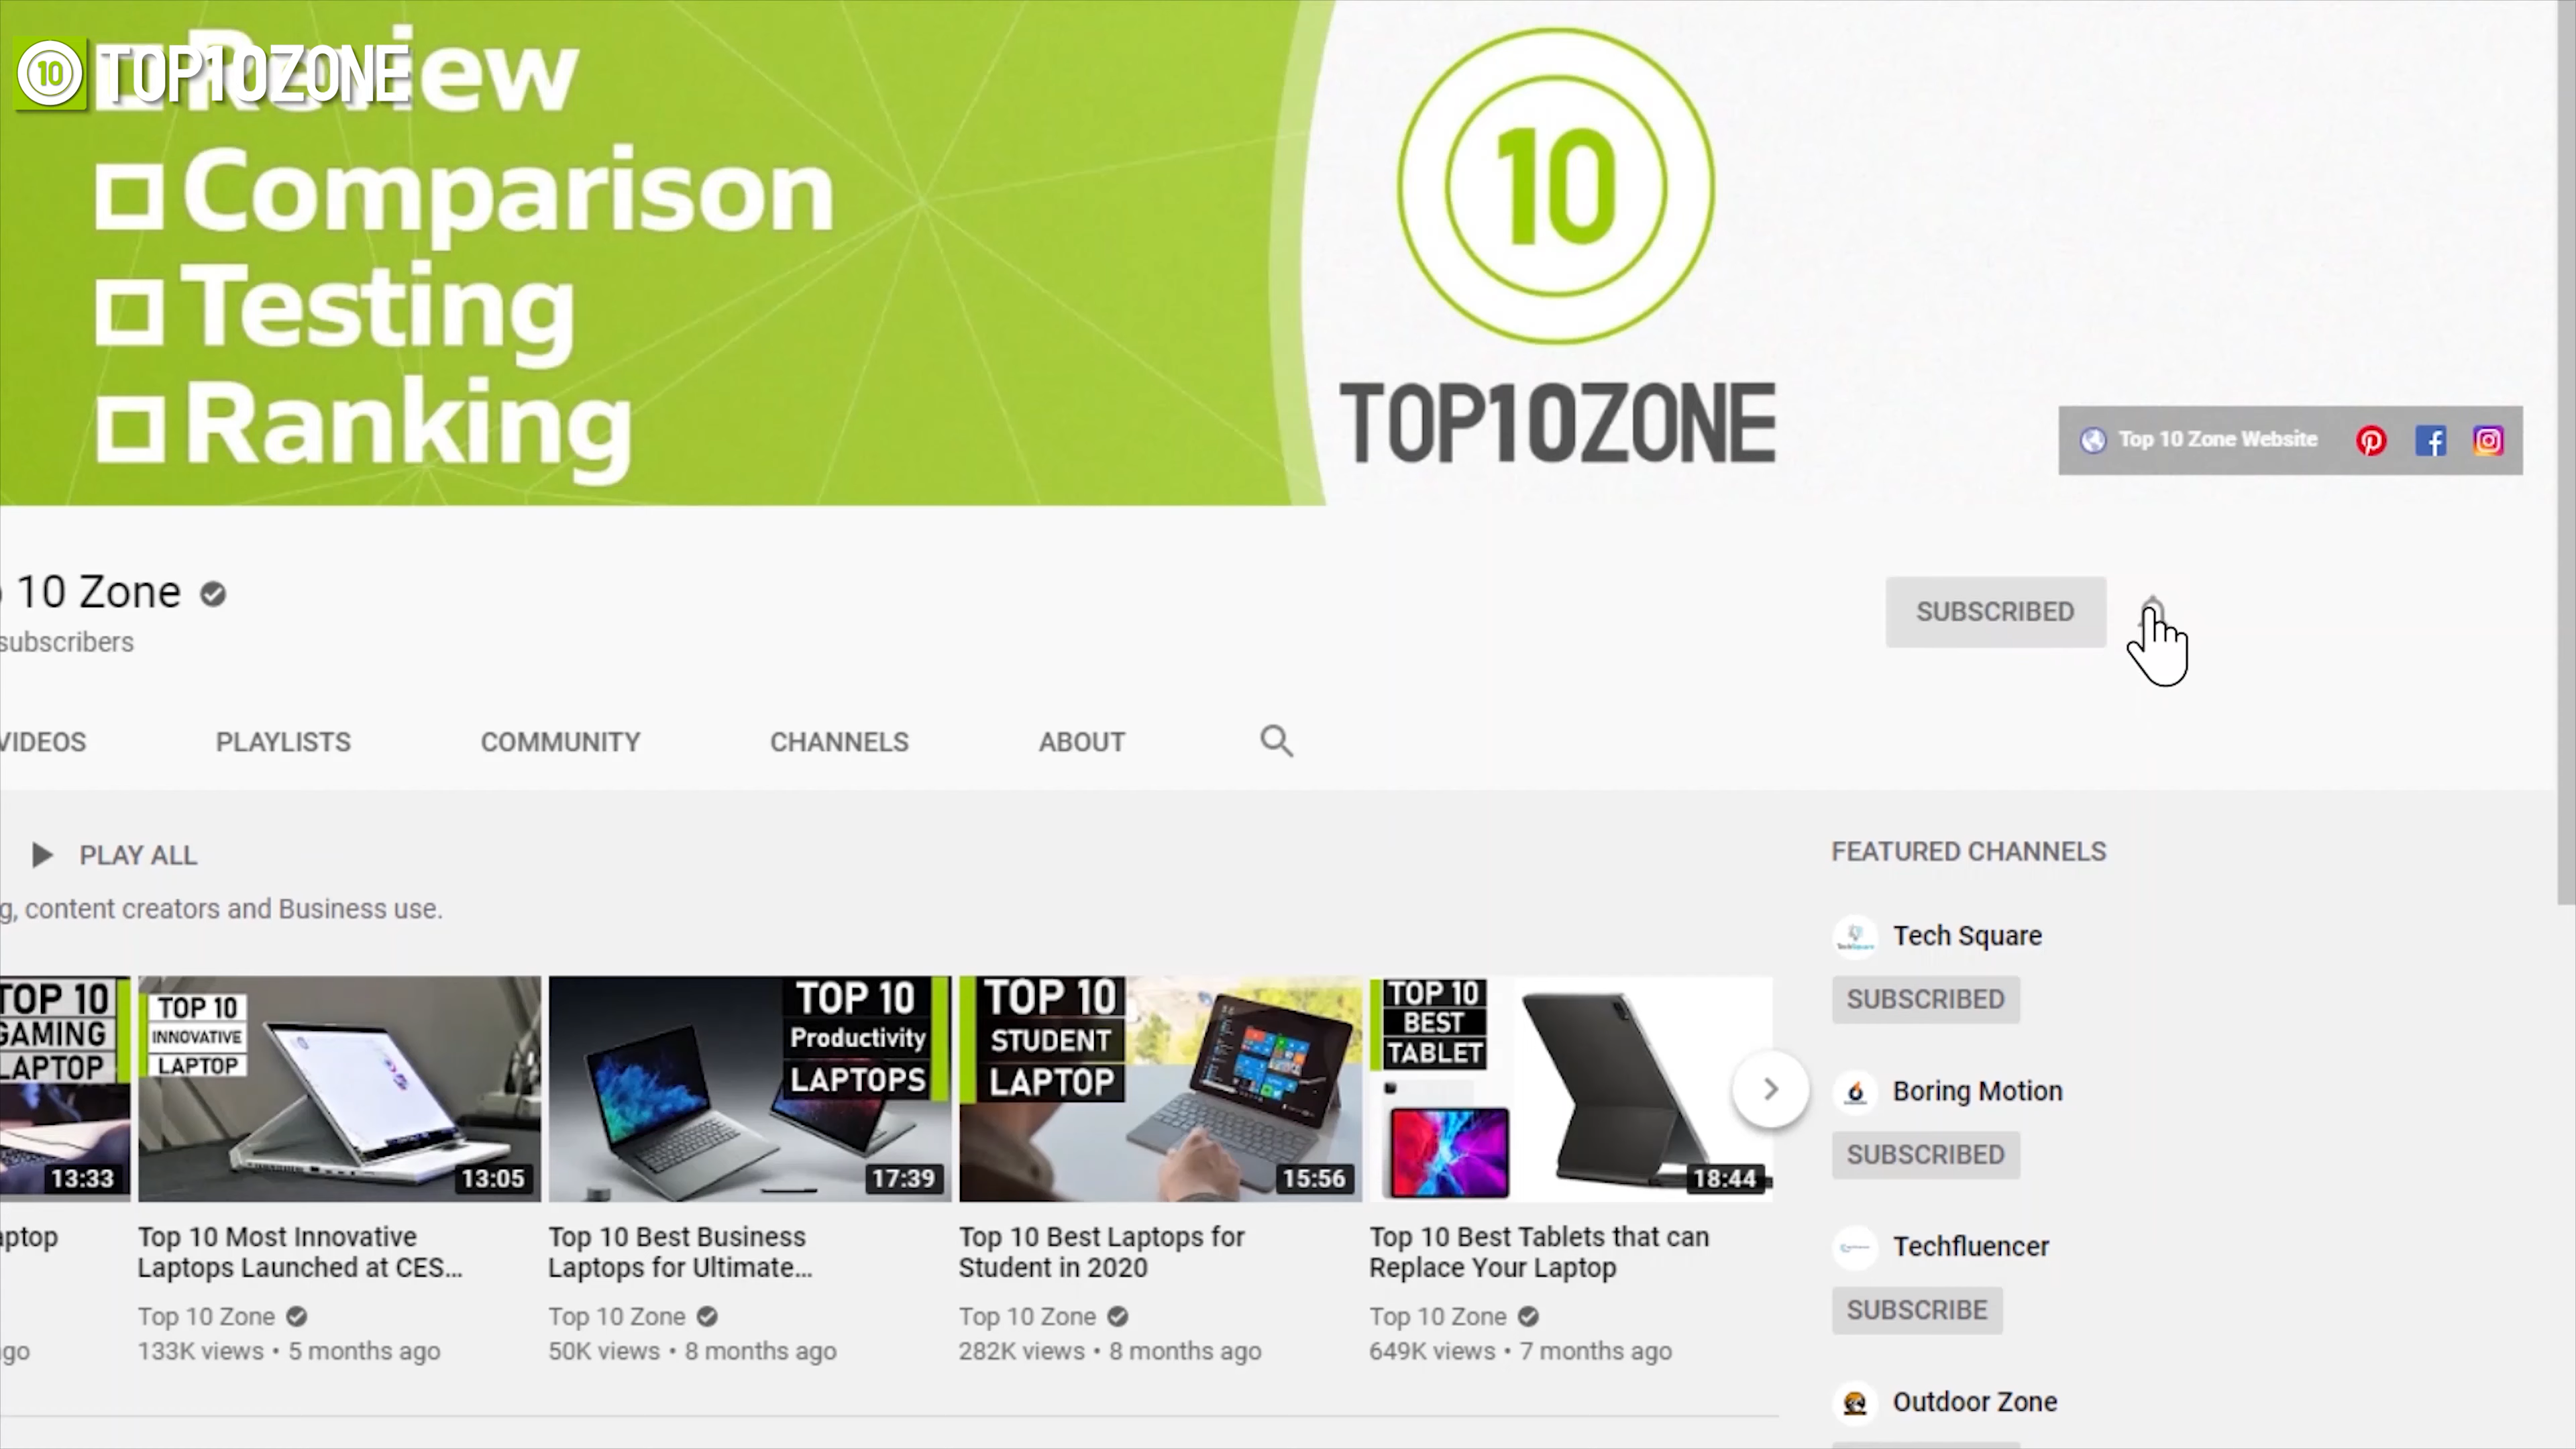 10 TOP10ZONE
Review
Comparison
Testing
Ranking
10
TOP10ZONE
Top 10 Zone Website
10 Zone
subscribers
SUBSCRIBED
VIDEOS
PLAYLISTS
COMMUNITY
CHANNELS
ABOUT
PLAY ALL
g, content creators and Business use.
TOP 10
GAMING
LAPTOP
13:33
TOP 10
INNOVATIVE
LAPTOP
13:05
TOP 10
Productivity
LAPTOPS
17:39
TOP 10
STUDENT
LAPTOP
15:56
TOP 10
BEST
TABLET
18:44
aptop
go
Top 10 Most Innovative
Laptops Launched at CES...
Top 10 Zone
133K views • 5 months ago
Top 10 Best Business
Laptops for Ultimate...
Top 10 Zone
50K views • 8 months ago
Top 10 Best Laptops for
Student in 2020
Top 10 Zone
282K views • 8 months ago
Top 10 Best Tablets that can
Replace Your Laptop
Top 10 Zone
649K views • 7 months ago
FEATURED CHANNELS
Tech Square
SUBSCRIBED
Boring Motion
SUBSCRIBED
Techfluencer
SUBSCRIBE
Outdoor Zone